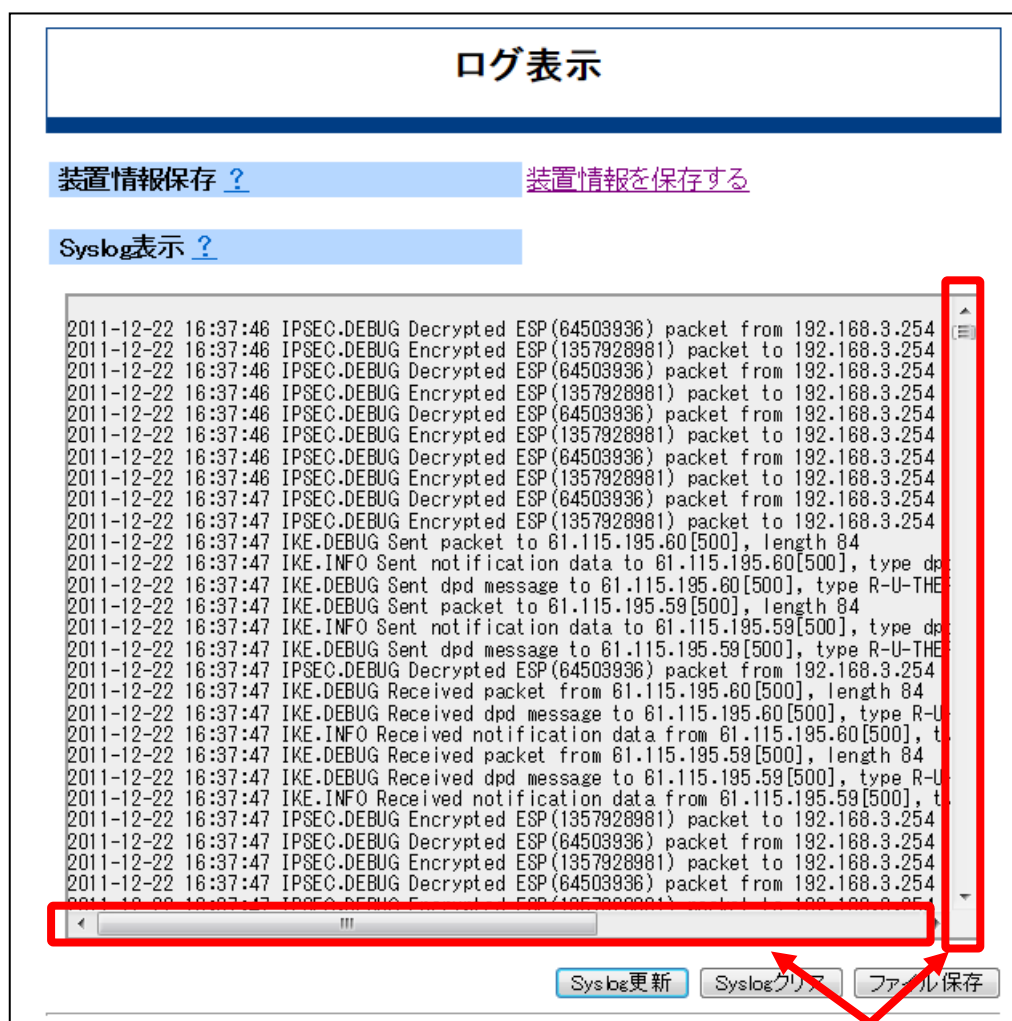 ログ表示
装置情報保存 ? 装置情報を保存する
Syslog表示 ?
2011-12-22 16:37:46 IPSEC.DEBUG Decrypted ESP(64503936) packet from 192.168.3.254
2011-12-22 16:37:46 IPSEC.DEBUG Encrypted ESP(1357928981) packet to 192.168.3.254
2011-12-22 16:37:46 IPSEC.DEBUG Decrypted ESP(64503936) packet from 192.168.3.254
2011-12-22 16:37:46 IPSEC.DEBUG Encrypted ESP(1357928981) packet to 192.168.3.254
2011-12-22 16:37:46 IPSEC.DEBUG Decrypted ESP(64503936) packet from 192.168.3.254
2011-12-22 16:37:46 IPSEC.DEBUG Encrypted ESP(1357928981) packet to 192.168.3.254
2011-12-22 16:37:46 IPSEC.DEBUG Decrypted ESP(64503936) packet from 192.168.3.254
2011-12-22 16:37:46 IPSEC.DEBUG Encrypted ESP(1357928981) packet to 192.168.3.254
2011-12-22 16:37:47 IPSEC.DEBUG Decrypted ESP(64503936) packet from 192.168.3.254
2011-12-22 16:37:47 IPSEC.DEBUG Encrypted ESP(1357928981) packet to 192.168.3.254
2011-12-22 16:37:47 IKE.DEBUG Sent packet to 61.115.195.60[500], length 84
2011-12-22 16:37:47 IKE.INFO Sent notification data to 61.115.195.60[500], type
2011-12-22 16:37:47 IKE.DEBUG Sent dpd message to 61.115.195.60[500], type R-U-THE
2011-12-22 16:37:47 IKE.DEBUG Sent packet to 61.115.195.59[500], length 84
2011-12-22 16:37:47 IKE.INFO Sent notification data to 61.115.195.59[500], type
2011-12-22 16:37:47 IKE.DEBUG Sent dpd message to 61.115.195.59[500], type R-U-THE
2011-12-22 16:37:47 IPSEC.DEBUG Decrypted ESP(64503936) packet from 192.168.3.254
2011-12-22 16:37:47 IKE.DEBUG Received packet from 61.115.195.60[500], length 84
2011-12-22 16:37:47 IKE.DEBUG Received dpd message to 61.115.195.60[500], type R-U
2011-12-22 16:37:47 IKE.INFO Received notification data from 61.115.195.60[500], t
2011-12-22 16:37:47 IKE.DEBUG Received packet from 61.115.195.59[500], length 84
2011-12-22 16:37:47 IKE.DEBUG Received dpd message to 61.115.195.59[500], type R-U
2011-12-22 16:37:47 IKE.INFO Received notification data from 61.115.195.59[500], t
2011-12-22 16:37:47 IPSEC.DEBUG Encrypted ESP(1357928981) packet to 192.168.3.254
2011-12-22 16:37:47 IPSEC.DEBUG Decrypted ESP(64503936) packet from 192.168.3.254
2011-12-22 16:37:47 IPSEC.DEBUG Encrypted ESP(1357928981) packet to 192.168.3.254
2011-12-22 16:37:47 IPSEC.DEBUG Decrypted ESP(64503936) packet from 192.168.3.254
Syslog更新 Syslogクリア ファイル保存